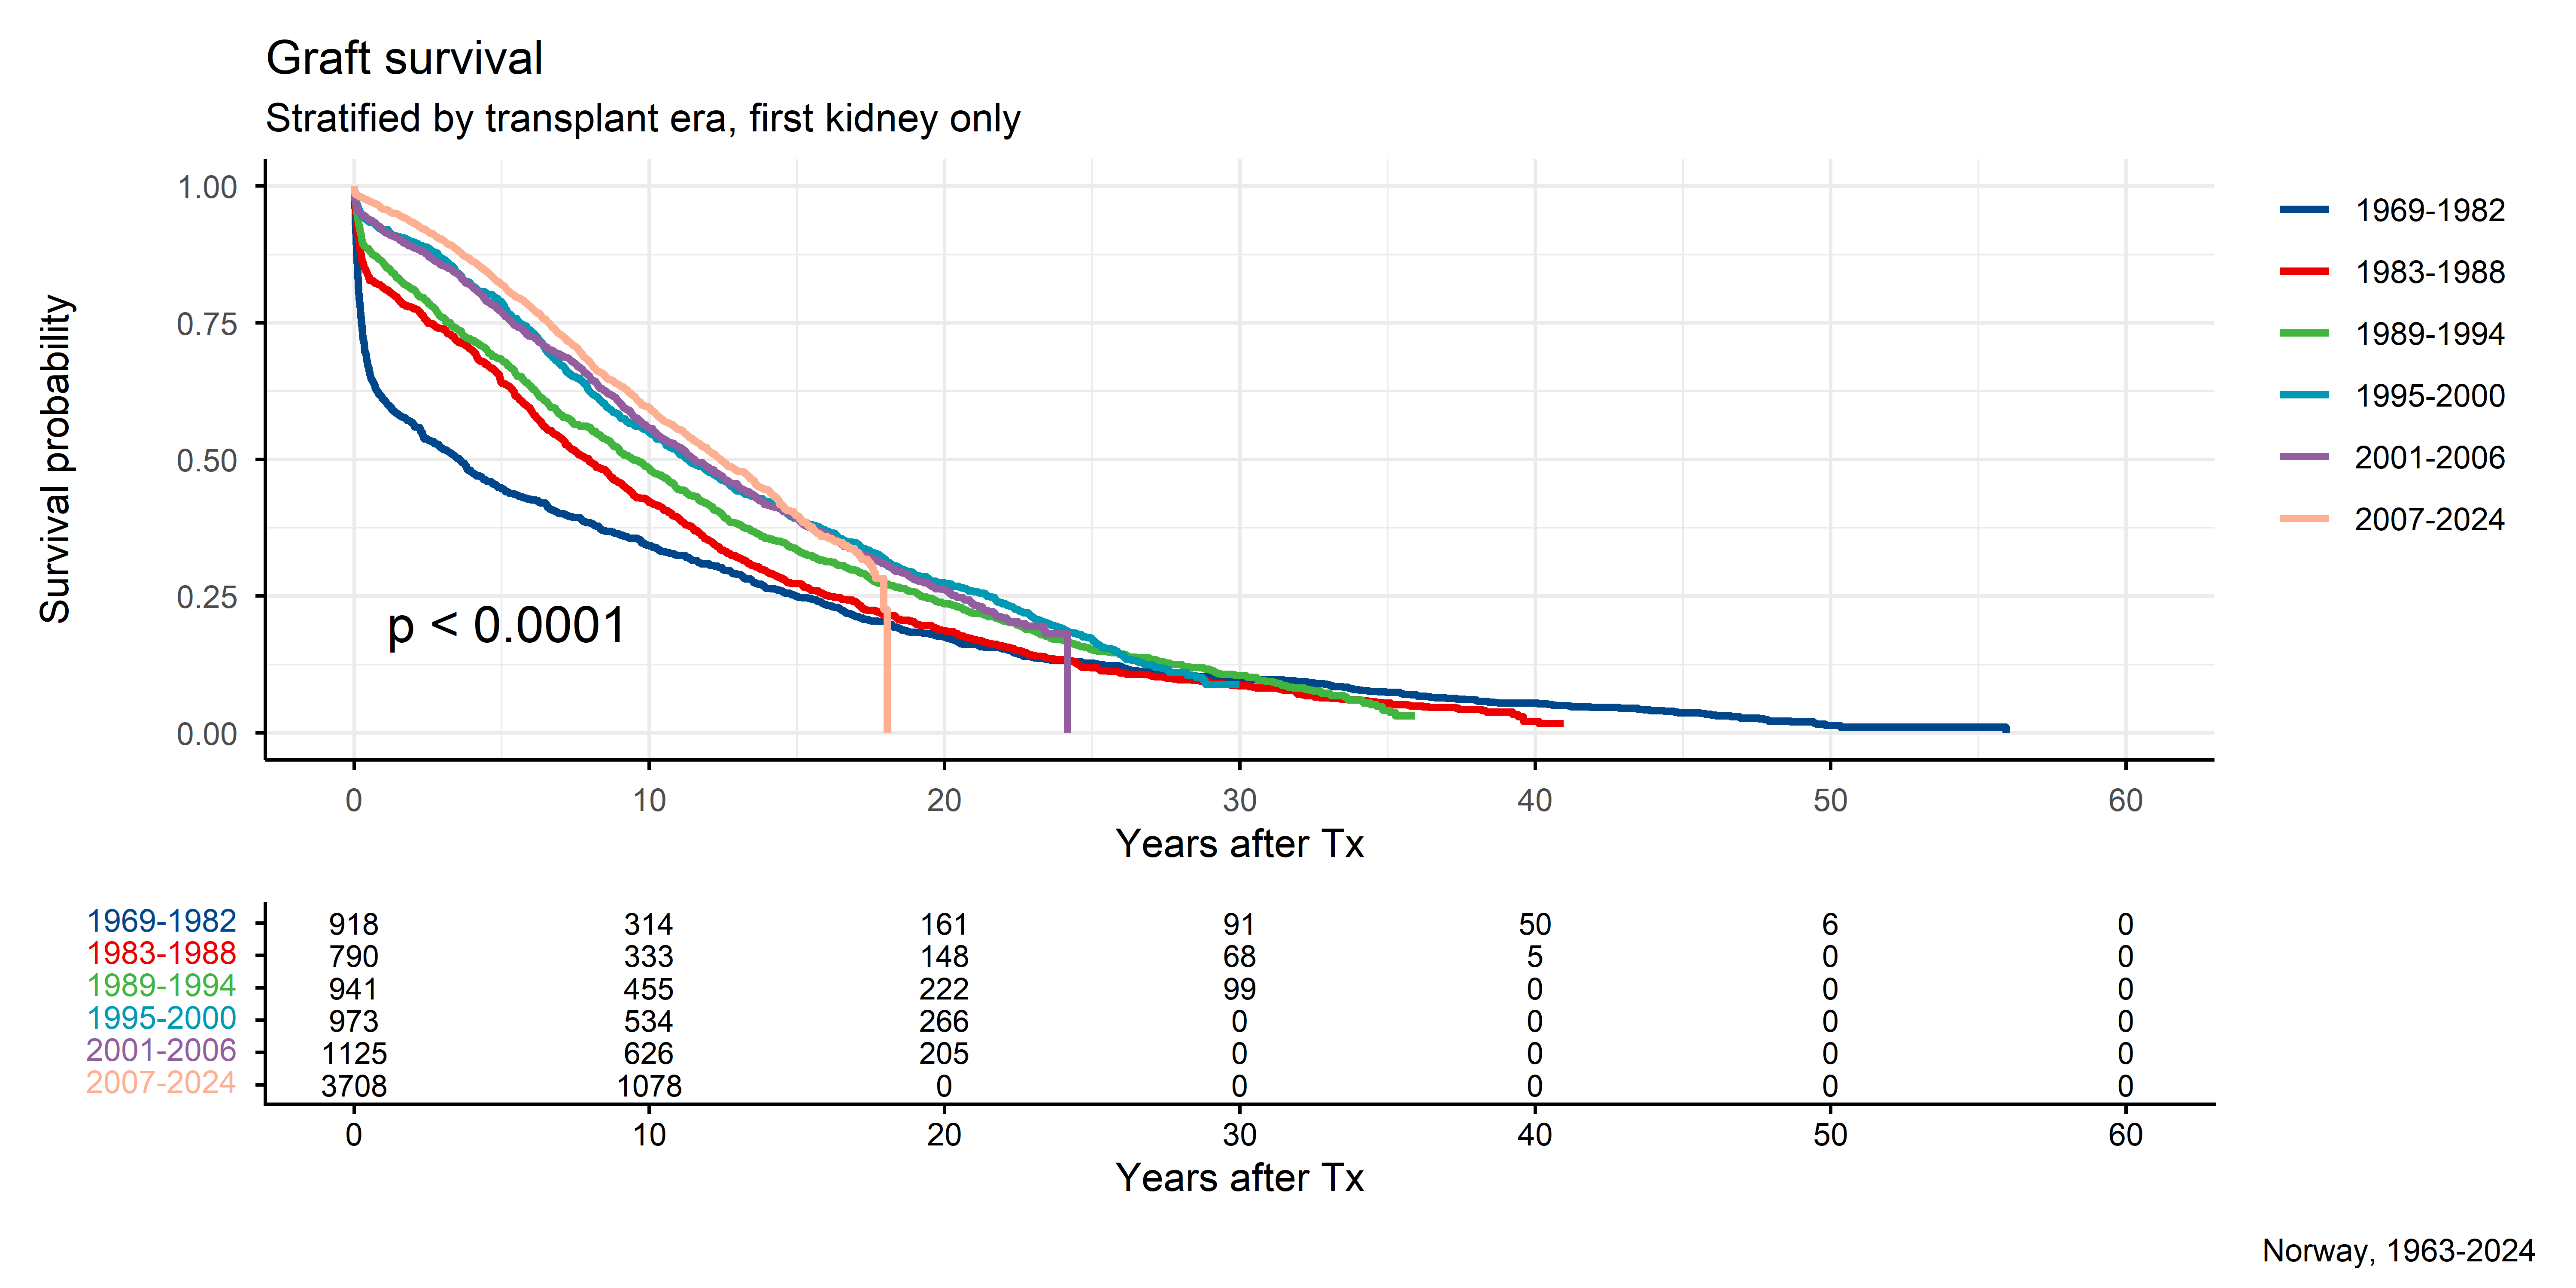 Graft survival
Stratified by transplant era, first kidney only
Survival probability
1.00
0.75
0.50
0.25
0.00
p < 0.0001
0 10 20 30 40 50 60
Years after Tx
1969-1982
1983-1988
1989-1994
1995-2000
2001-2006
2007-2024
1969-1982 918 314 161 91 50 6 0
1983-1988 790 333 148 68 5 0 0
1989-1994 941 455 222 99 0 0 0
1995-2000 973 534 266 0 0 0 0
2001-2006 1125 626 205 0 0 0 0
2007-2024 3708 1078 0 0 0 0 0
0 10 20 30 40 50 60
Years after Tx
Norway, 1963-2024